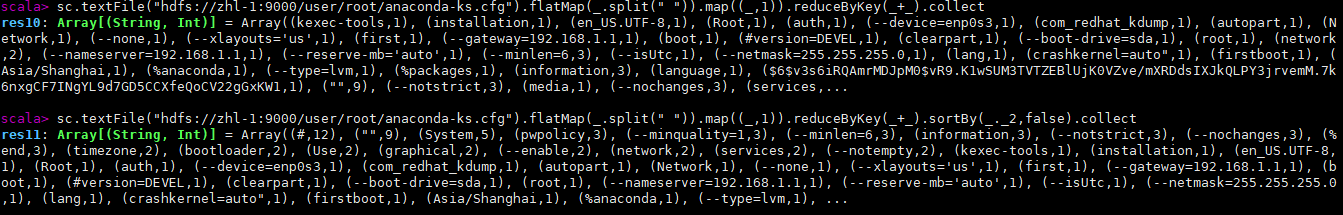 scala> sc.textFile("hdfs://zhl-1:9000/user/root/anaconda-ks.cfg").flatMap(_.split(" ")).map((_,1)).reduceByKey(_+_).collect
res10: Array[(String, Int)] = Array((kexec-tools,1), (installation,1), (en_US.UTF-8,1), (Root,1), (auth,1), (--device=enp0s3,1), (com_redhat_kdump,1), (autopart,1), (N
etwork,1), (--none,1), (--xlayouts='us',1), (first,1), (--gateway=192.168.1.1,1), (boot,1), (#version=DEVEL,1), (clearpart,1), (--boot-drive=sda,1), (root,1), (network
,2), (--nameserver=192.168.1.1,1), (--reserve-mb='auto',1), (--minlen=6,3), (--isUtc,1), (--netmask=255.255.255.0,1), (lang,1), (crashkernel=auto",1), (firstboot,1), (
Asia/Shanghai,1), (%anaconda,1), (--type=lvm,1), (%packages,1), (information,3), (language,1), ($6$v3s6iRQAmrMDJpM0$vR9.K1wSUM3TVTZEBlUjK0VZve/mXRDdsIXJkQLPY3jrvemM.7k
6nxgCF7INgYL9d7GD5CCXfeQoCV22gGxKW1,1), ("",9), (--notstrict,3), (media,1), (--nochanges,3), (services,...
scala> sc.textFile("hdfs://zhl-1:9000/user/root/anaconda-ks.cfg").flatMap(_.split(" ")).map((_,1)).reduceByKey(_+_).sortBy(_._2,false).collect
res11: Array[(String, Int)] = Array((#,12), ("",9), (System,5), (pwpolicy,3), (--minquality=1,3), (--minlen=6,3), (information,3), (--notstrict,3), (--nochanges,3), (%
end,3), (timezone,2), (bootloader,2), (Use,2), (graphical,2), (--enable,2), (network,2), (services,2), (--notempty,2), (kexec-tools,1), (installation,1), (en_US.UTF-8,
1), (Root,1), (auth,1), (--device=enp0s3,1), (com_redhat_kdump,1), (autopart,1), (Network,1), (--none,1), (--xlayouts='us',1), (first,1), (--gateway=192.168.1.1,1), (b
oot,1), (#version=DEVEL,1), (clearpart,1), (--boot-drive=sda,1), (root,1), (--nameserver=192.168.1.1,1), (--reserve-mb='auto',1), (--isUtc,1), (--netmask=255.255.255.0
,1), (lang,1), (crashkernel=auto",1), (firstboot,1), (Asia/Shanghai,1), (%anaconda,1), (--type=lvm,1), ...